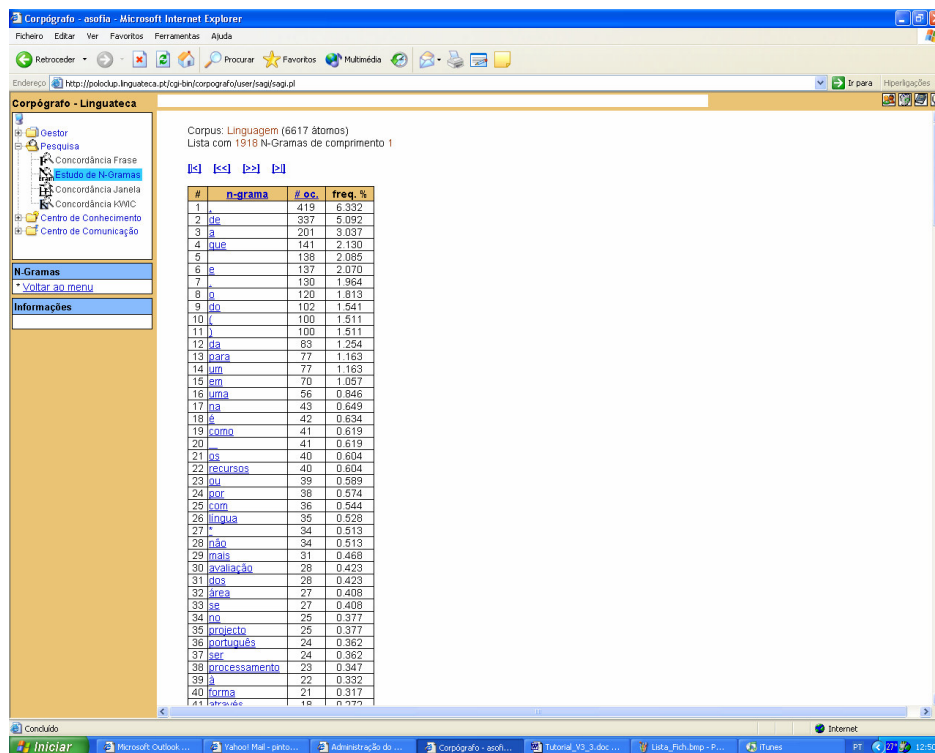 Corpógrafo - asofia - Microsoft Internet Explorer
Ficheiro Editar Ver Favoritos Ferramentas Ajuda
Retroceder Procurar Favoritos Multimédia
Endereço http://poloclup.linguateca.pt/cgi-bin/corpografo/user/sagi/sagi.pl Ir para Hiperligações
Corpógrafo - Linguateca
Gestor
Pesquisa
Concordância Frase
Estudo de N-Gramas
Concordância Janela
Concordância KWIC
Centro de Conhecimento
Centro de Comunicação
N-Gramas
* Voltar ao menu
Informações
Corpus: Linguagem (6617 átomos)
Lista com 1918 N-Gramas de comprimento 1
[|<] [<<] [>>] [>|]
# n-grama # oc. freq. %
1 , 419 6.332
2 de 337 5.092
3 a 201 3.037
4 que 141 2.130
5 138 2.085
6 e 137 2.070
7 . 130 1.964
8 o 120 1.813
9 do 102 1.541
10 ( 100 1.511
11 ) 100 1.511
12 da 83 1.254
13 para 77 1.163
14 um 77 1.163
15 em 70 1.057
16 uma 56 0.846
17 na 43 0.649
18 é 42 0.634
19 como 41 0.619
20 41 0.619
21 os 40 0.604
22 recursos 40 0.604
23 ou 39 0.589
24 por 38 0.574
25 com 36 0.544
26 língua 35 0.528
27 * 34 0.513
28 não 34 0.513
29 mais 31 0.468
30 avaliação 28 0.423
31 dos 28 0.423
32 área 27 0.408
33 se 27 0.408
34 no 25 0.377
35 projecto 25 0.377
36 português 24 0.362
37 ser 24 0.362
38 processamento 23 0.347
39 à 22 0.332
40 forma 21 0.317
41 através 18 0.272
Concluído Internet
Iniciar Microsoft Outlook ... Yahoo! Mail - pinto... Administração do ... Corpógrafo - asofi... Tutorial_V3_3.doc ... Lista_Fich.bmp - P... iTunes PT 27° 12:50